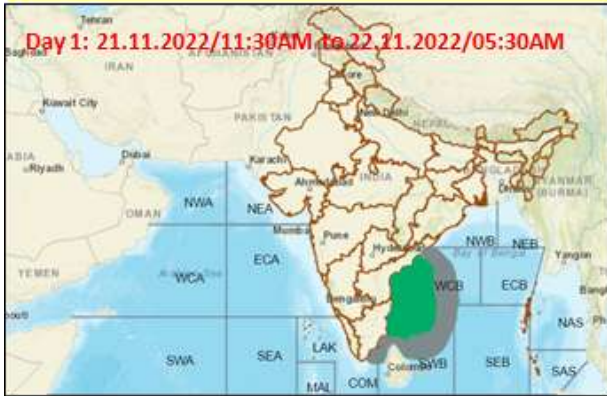 Tehran
Day 1: 21.11.2022/11:30AM to 22.11.2022/05:30AM
Baghdad
AFGHANISTAN
IRAN
Kuwait City
PAKISTAN
New Delhi
NEPAL
Riyadh
Dubai
Karachi
Ahmedabad
INDIA
MYANMAR
(BURMA)
OMAN
NWA
NEA
Mumbai
Pune
Hyderabad
NWB
NEB
Bay of Bengal
Yangon
YEMEN
WCA
ECA
WCB
ECB
NAS
SWA
SEA
LAK
Colombo
SWB
SEB
SAS
MAL
COM